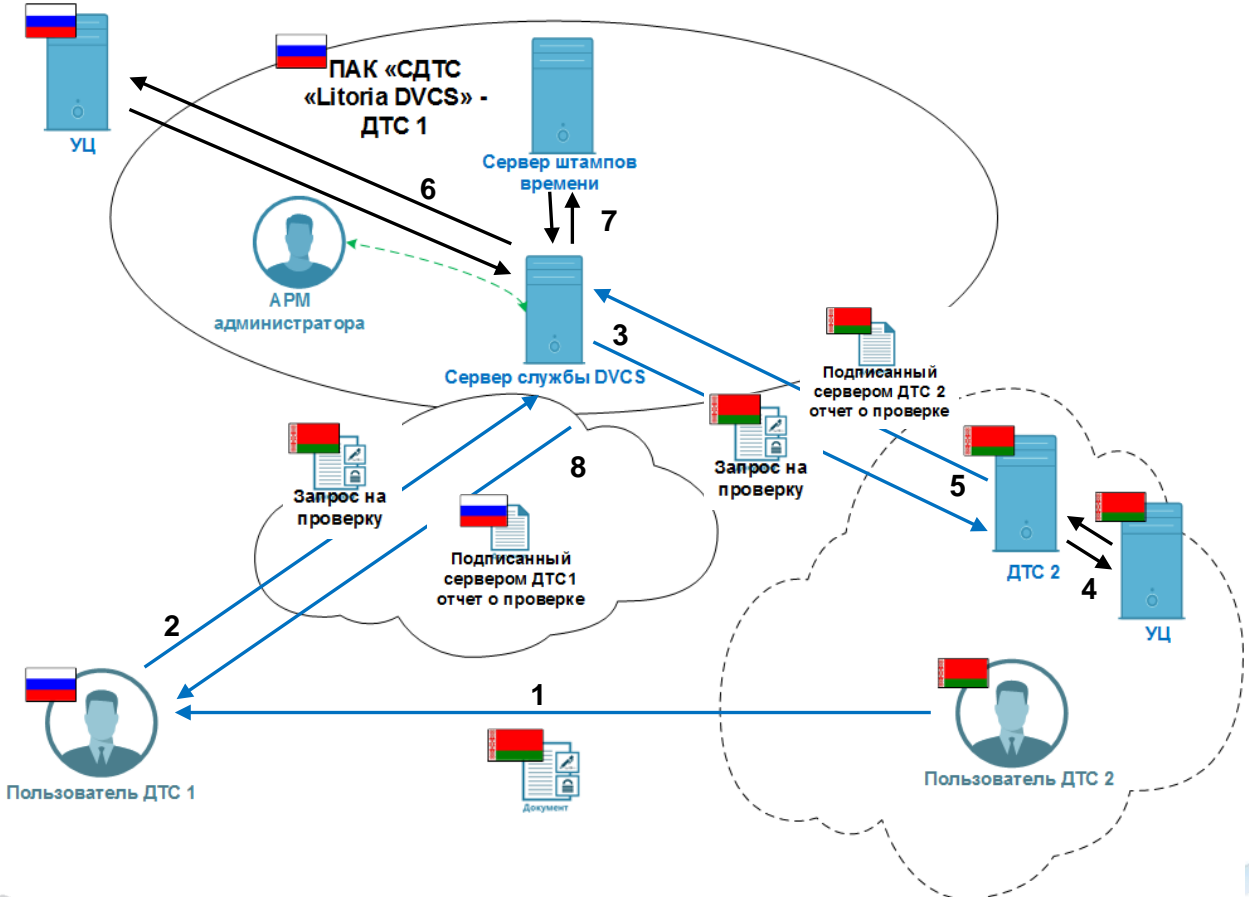 ПАК «СДТС
«Litoria DVCS» -
ДТС 1
УЦ
Сервер штампов
времени
6
7
АРМ
администратора
3
Сервер службы DVCS
Подписанный
сервером ДТС 2
отчет о проверке
Запрос на
проверку
8
Запрос на
проверку
5
Подписанный
сервером ДТС1
отчет о проверке
ДТС 2
4
УЦ
2
1
Пользователь ДТС 1
Пользователь ДТС 2
Документ